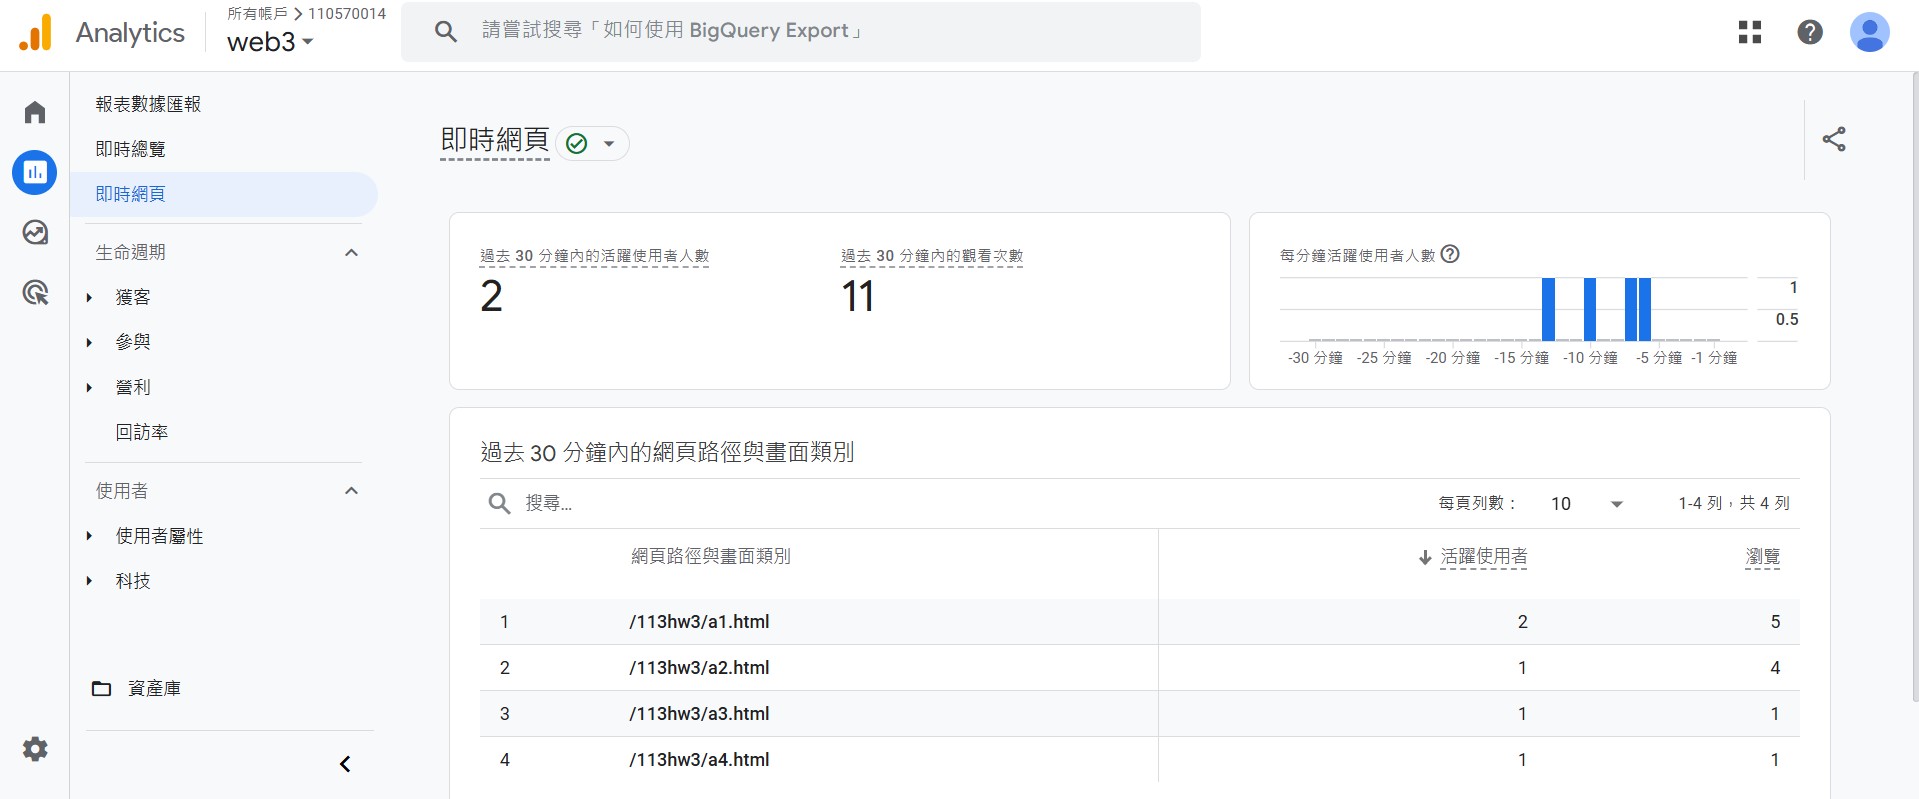 Analytics
所有帳戶 > 110570014
web3
請嘗試搜尋「如何使用 BigQuery Export」
報表數據匯報
即時總覽
即時網頁
生命週期
獲客
參與
營利
回訪率
使用者
使用者屬性
科技
資產庫
即時網頁
過去 30 分鐘內的活躍使用者人數
2
過去 30 分鐘內的觀看次數
11
每分鐘活躍使用者人數
1
0.5
-30 分鐘 -25 分鐘 -20 分鐘 -15 分鐘 -10 分鐘 -5 分鐘 -1 分鐘
過去 30 分鐘內的網頁路徑與畫面類別
搜尋... 每頁列數： 10 1-4 列，共 4 列
網頁路徑與畫面類別 活躍使用者 瀏覽
1 /113hw3/a1.html 2 5
2 /113hw3/a2.html 1 4
3 /113hw3/a3.html 1 1
4 /113hw3/a4.html 1 1